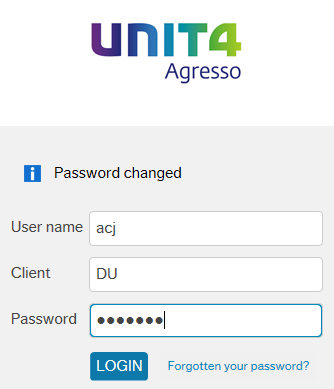 UNIT4
Agresso
i Password changed
User name acj
Client DU
Password ●●●●●●●
LOGIN Forgotten your password?